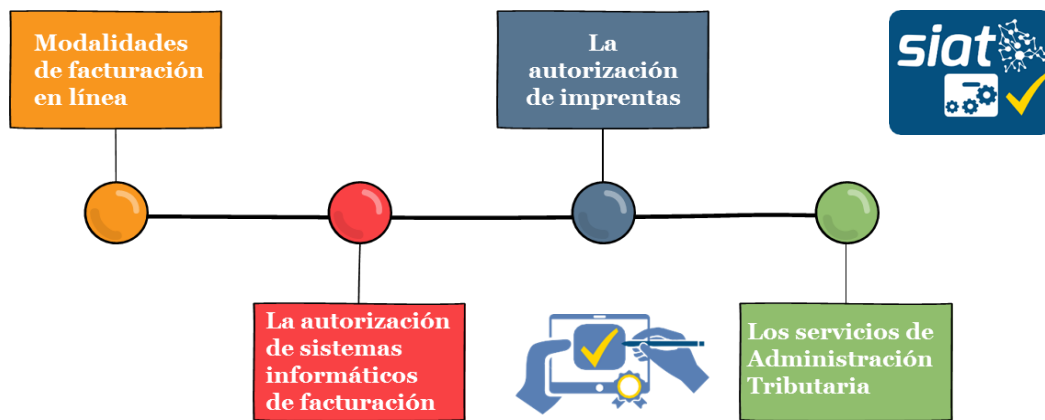 Modalidades
de facturación
en línea
La autorización
de sistemas
informáticos
de facturación
La
autorización
de imprentas
Los servicios de
Administración
Tributaria
siat